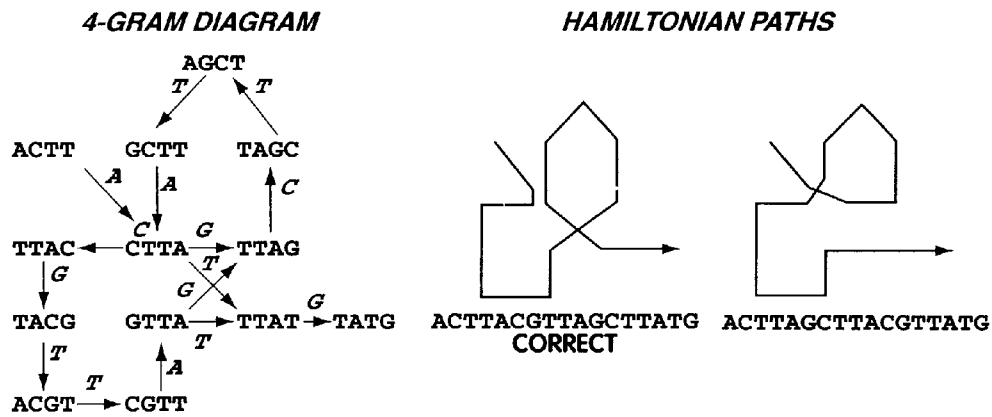 4-GRAM DIAGRAM
HAMILTONIAN PATHS
AGCT
T T
ACTT GCTT TAGC
A A C
C G
TTAC CTTA TTAG
G T
G G
TACG GTTA TTAT TATG
T
T T A
ACGT CGTT
ACTTACGTTAGCTTATG
CORRECT
ACTTAGCTTACGTTATG